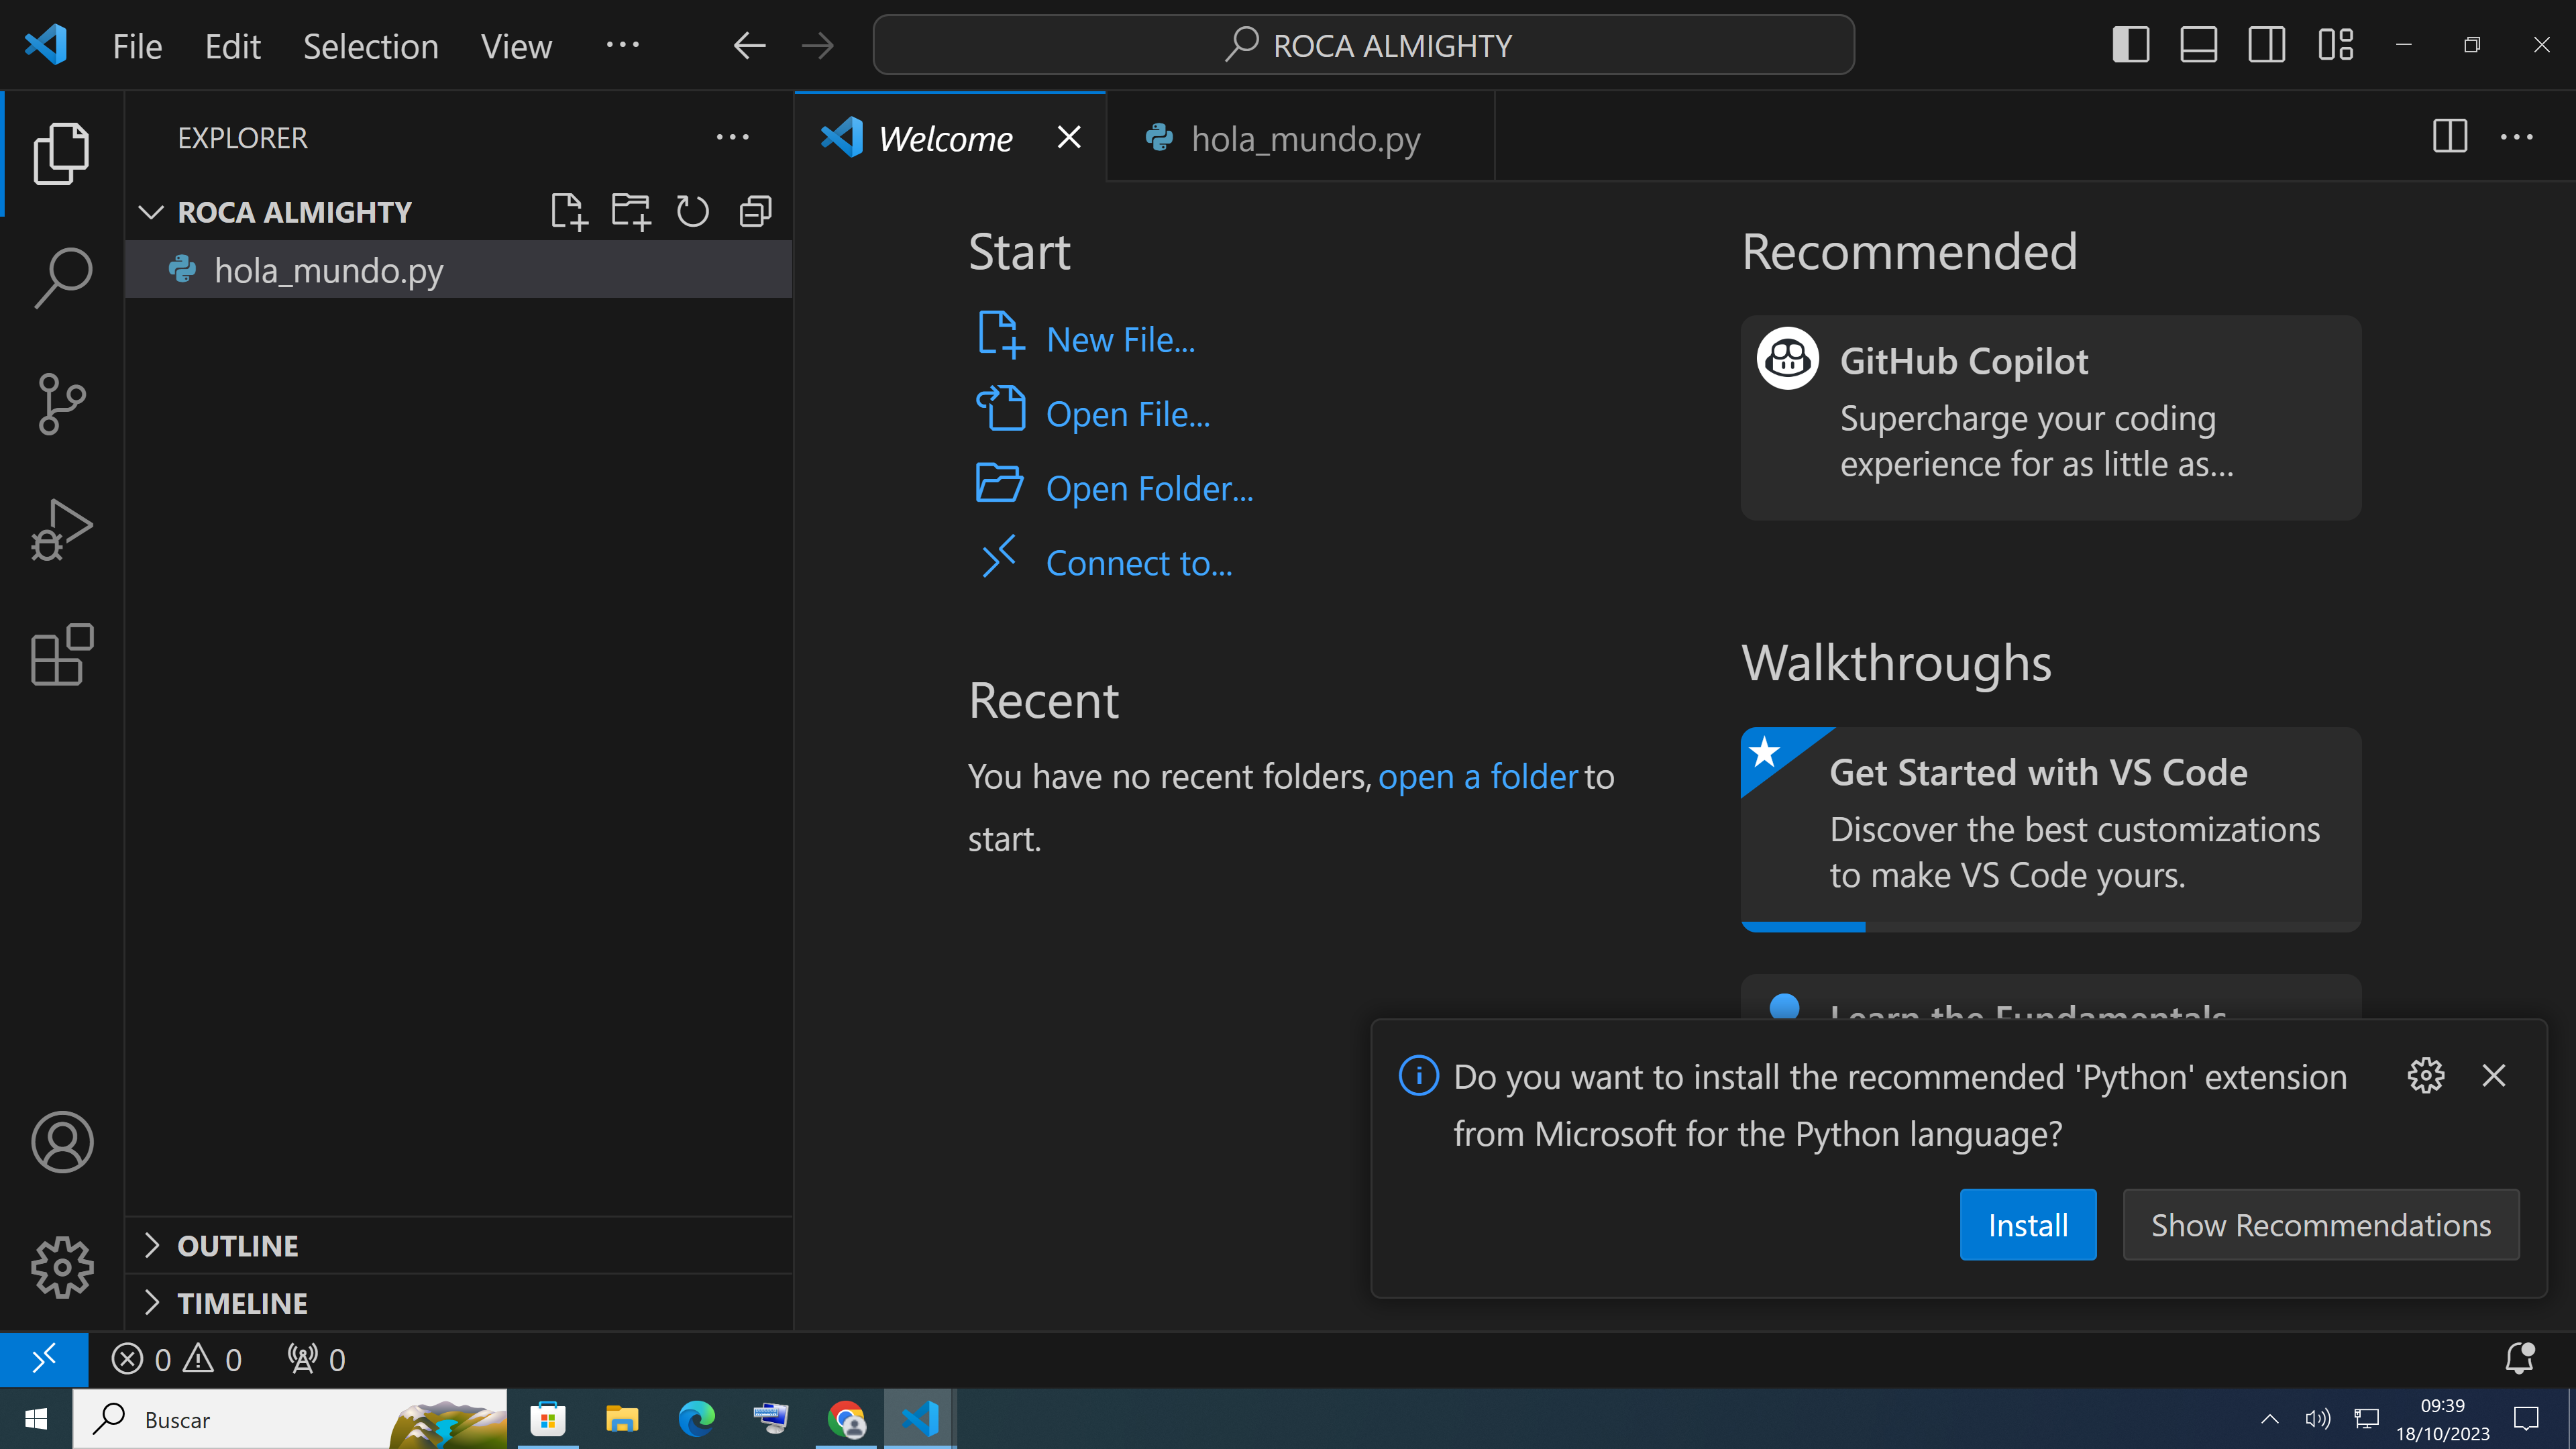 File Edit Selection View ···
ROCA ALMIGHTY
EXPLORER
ROCA ALMIGHTY
hola_mundo.py
OUTLINE
TIMELINE
Welcome
hola_mundo.py
Start
New File...
Open File...
Open Folder...
Connect to...
Recent
You have no recent folders, open a folder to
start.
Recommended
GitHub Copilot
Supercharge your coding
experience for as little as...
Walkthroughs
Get Started with VS Code
Discover the best customizations
to make VS Code yours.
Learn the Fundamentals
Do you want to install the recommended 'Python' extension
from Microsoft for the Python language?
Install
Show Recommendations
0 0 0
Buscar
09:39
18/10/2023